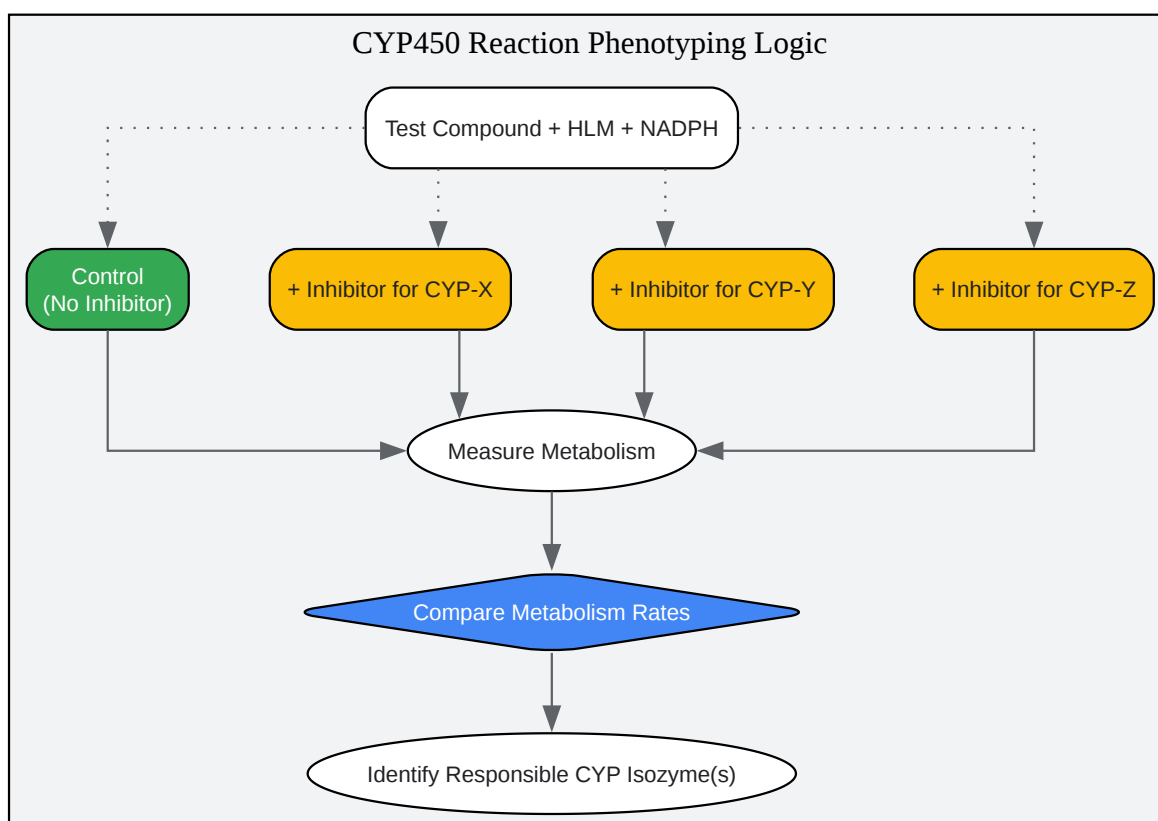 CYP450 Reaction Phenotyping Logic
Test Compound + HLM + NADPH
Control
(No Inhibitor)
+ Inhibitor for CYP-X
+ Inhibitor for CYP-Y
+ Inhibitor for CYP-Z
Measure Metabolism
Compare Metabolism Rates
Identify Responsible CYP Isozyme(s)